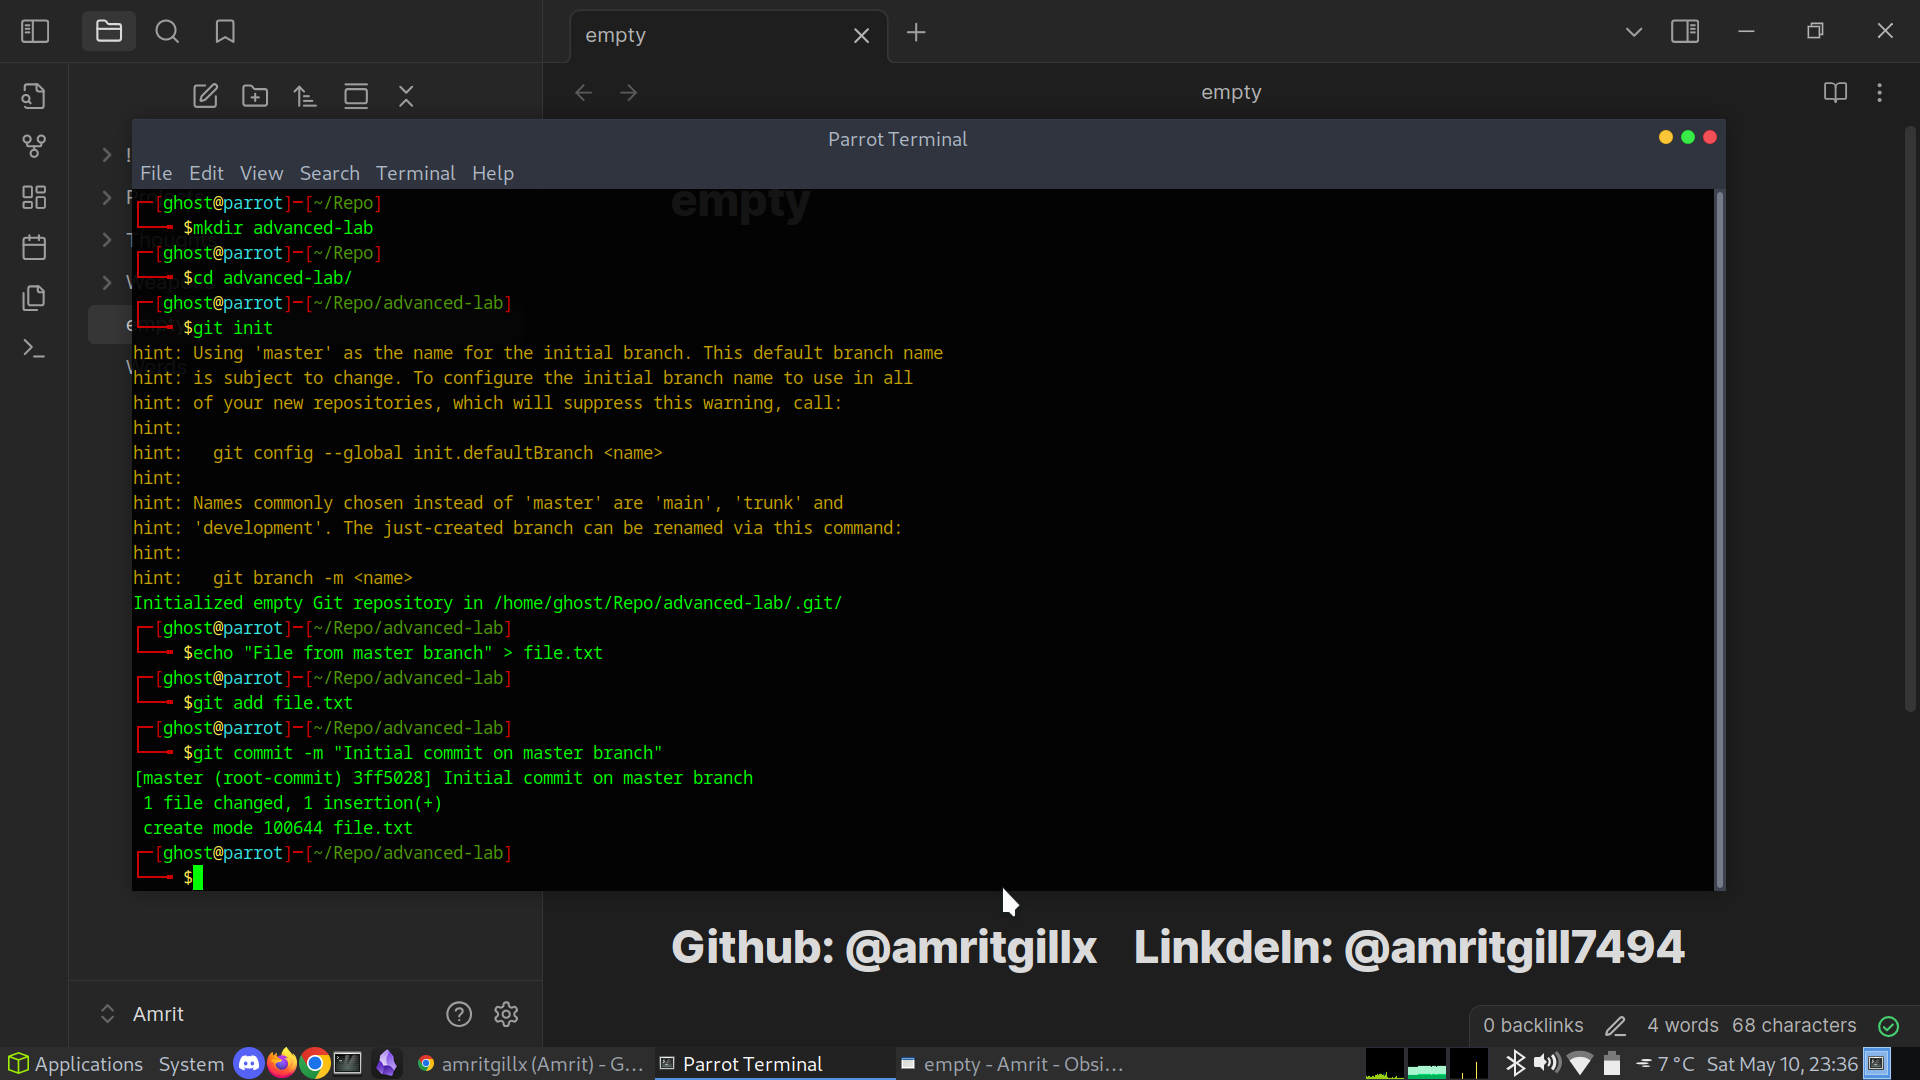 empty
empty
Parrot Terminal
File Edit View Search Terminal Help
empty
┌─[ghost@parrot]─[~/Repo]
└──╼ $mkdir advanced-lab
┌─[ghost@parrot]─[~/Repo]
└──╼ $cd advanced-lab/
┌─[ghost@parrot]─[~/Repo/advanced-lab]
└──╼ $git init
hint: Using 'master' as the name for the initial branch. This default branch name
hint: is subject to change. To configure the initial branch name to use in all
hint: of your new repositories, which will suppress this warning, call:
hint:
hint:   git config --global init.defaultBranch <name>
hint:
hint: Names commonly chosen instead of 'master' are 'main', 'trunk' and
hint: 'development'. The just-created branch can be renamed via this command:
hint:
hint:   git branch -m <name>
Initialized empty Git repository in /home/ghost/Repo/advanced-lab/.git/
┌─[ghost@parrot]─[~/Repo/advanced-lab]
└──╼ $echo "File from master branch" > file.txt
┌─[ghost@parrot]─[~/Repo/advanced-lab]
└──╼ $git add file.txt
┌─[ghost@parrot]─[~/Repo/advanced-lab]
└──╼ $git commit -m "Initial commit on master branch"
[master (root-commit) 3ff5028] Initial commit on master branch
 1 file changed, 1 insertion(+)
 create mode 100644 file.txt
┌─[ghost@parrot]─[~/Repo/advanced-lab]
└──╼ $
Github: @amritgillx Linkdeln: @amritgill7494
Amrit
0 backlinks 4 words 68 characters
Applications System amritgillx (Amrit) - G... Parrot Terminal empty - Amrit - Obsi... 7 °C Sat May 10, 23:36